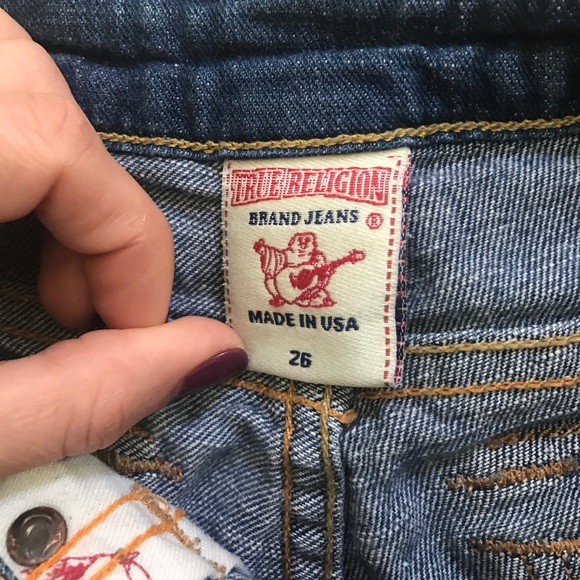 TRUE RELIGION
BRAND JEANS ®
MADE IN USA
26